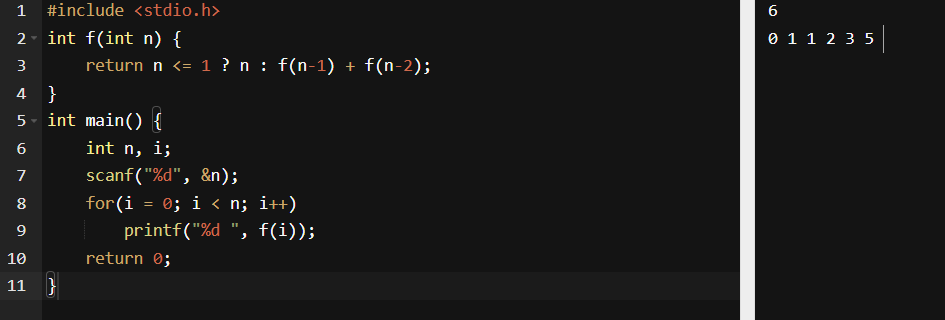 1 #include <stdio.h>
2 int f(int n) {
3     return n <= 1 ? n : f(n-1) + f(n-2);
4 }
5 int main() {
6     int n, i;
7     scanf("%d", &n);
8     for(i = 0; i < n; i++)
9         printf("%d ", f(i));
10     return 0;
11 }
6
0 1 1 2 3 5